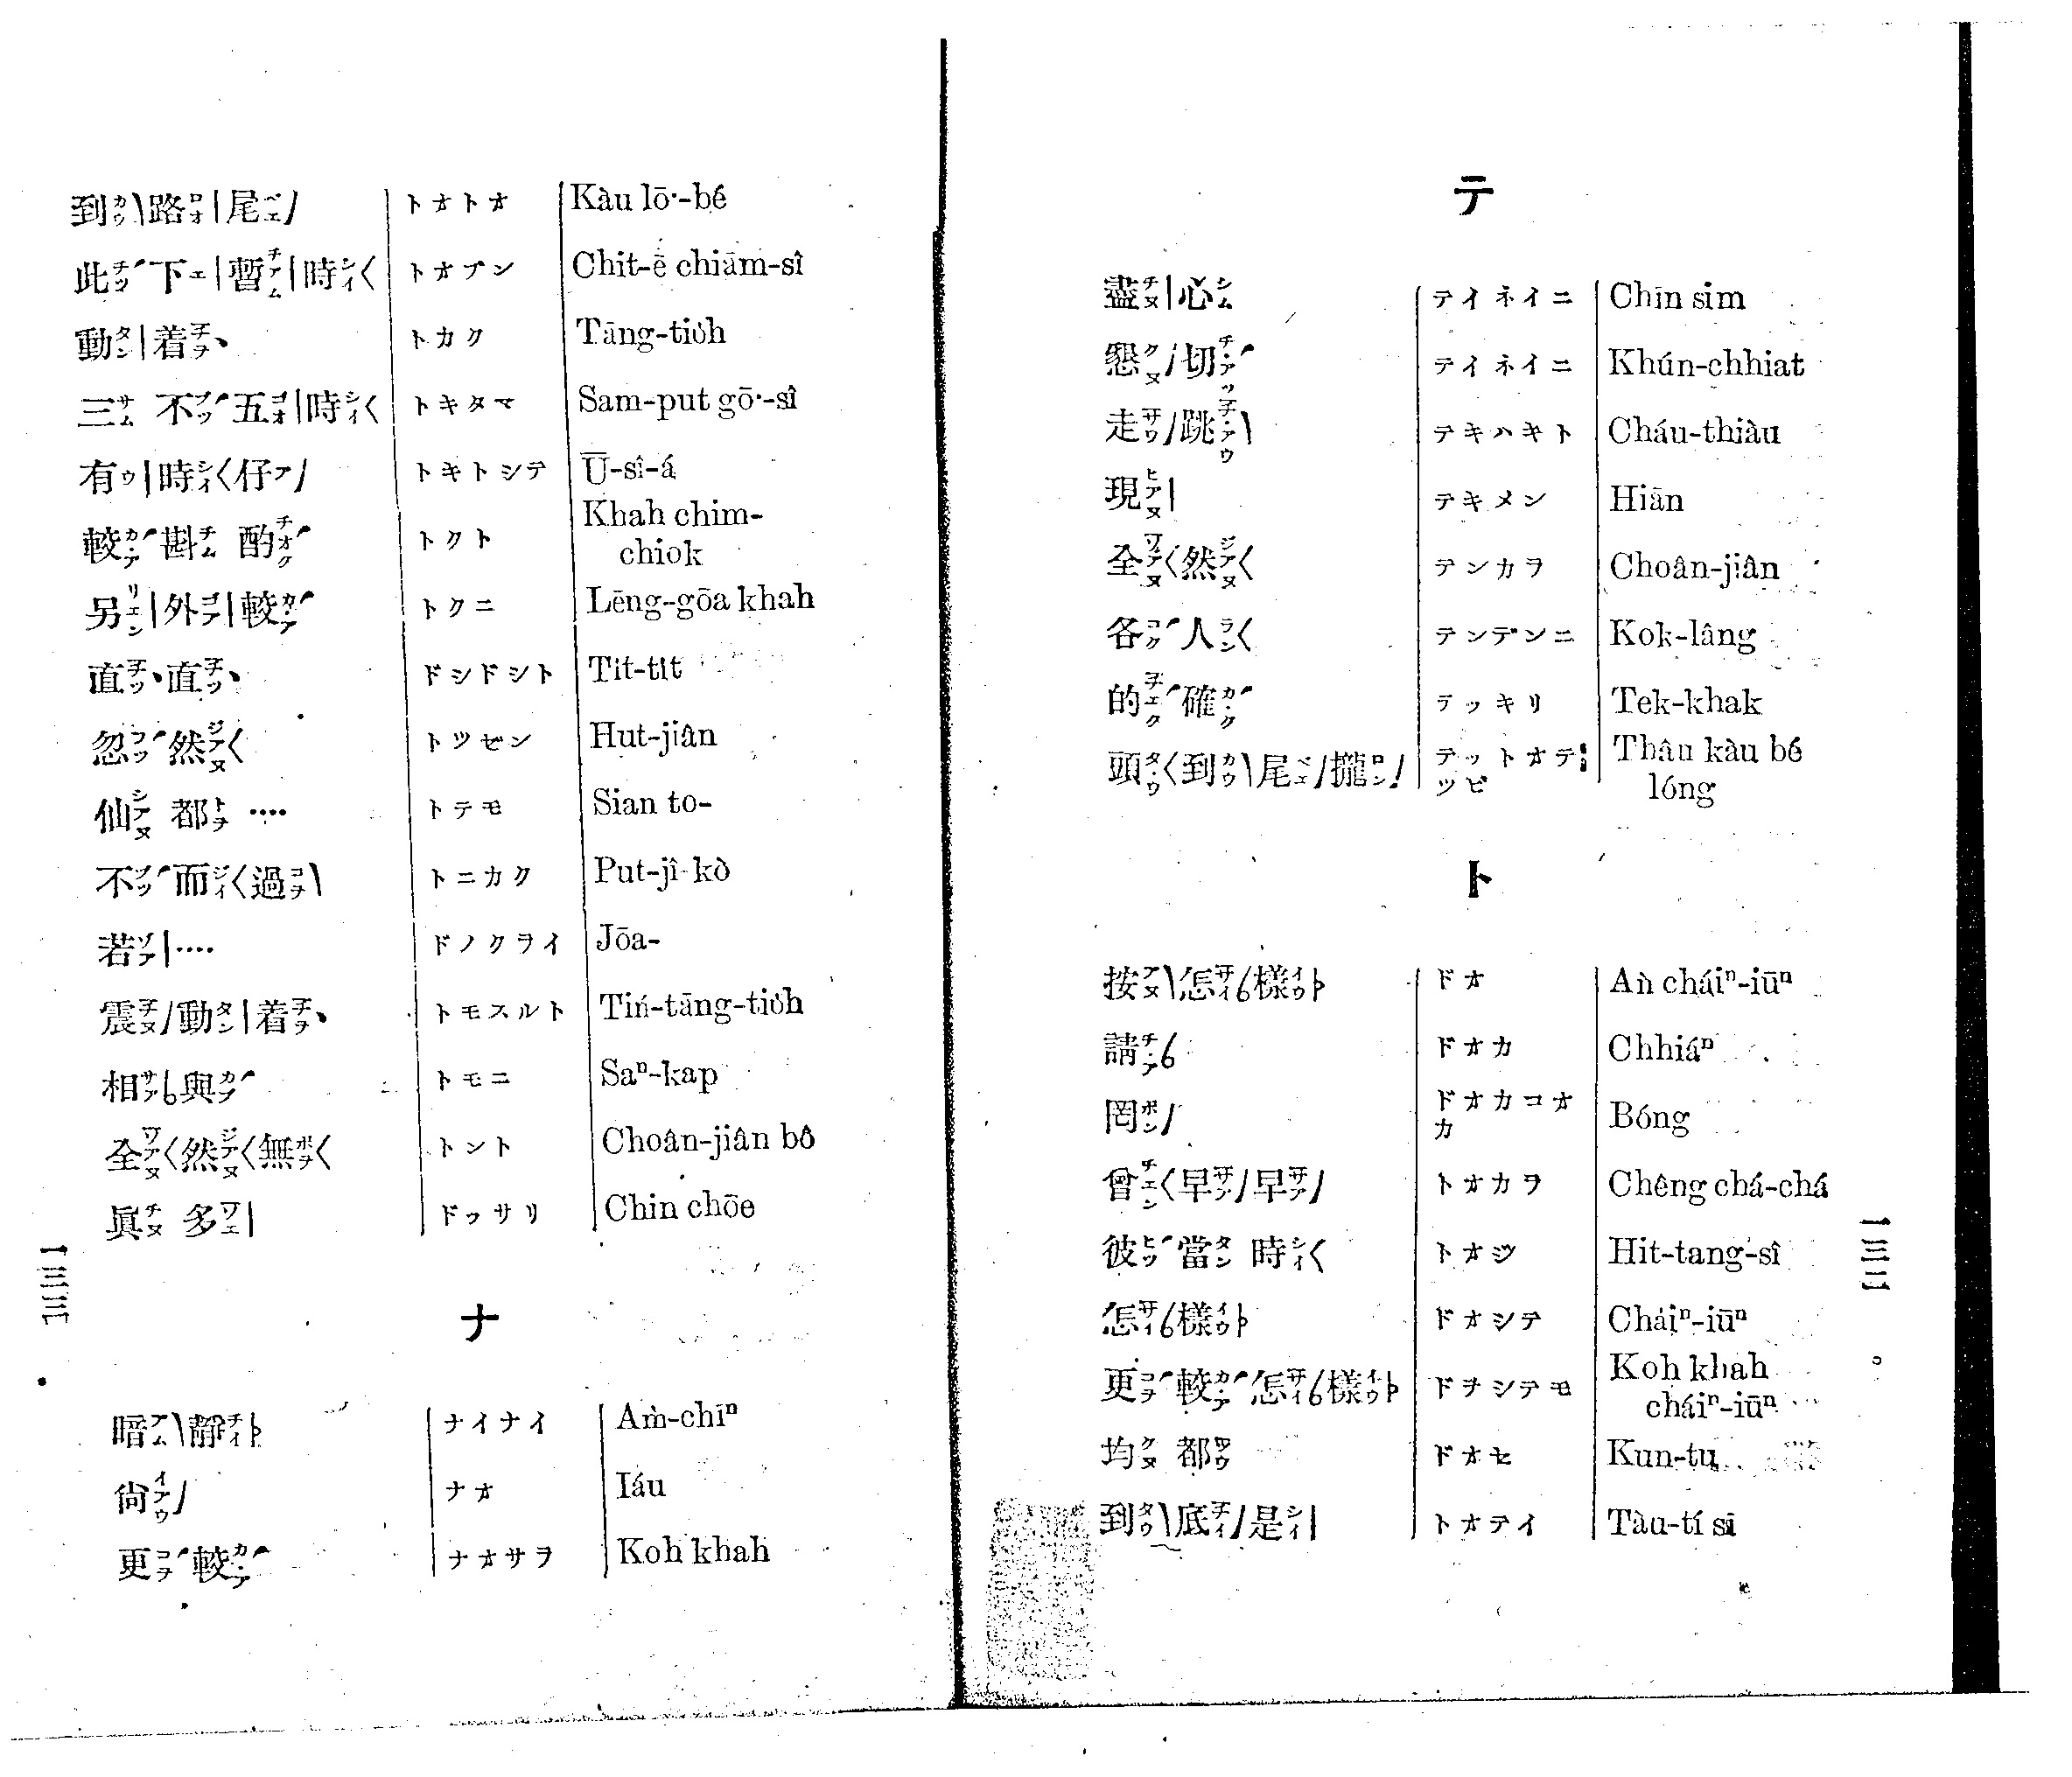 テ
盡心 テイネイニ Chīn sim
懇切 テイネイニ Khún-chhiat
走跳 テキハキト Cháu-thiàu
現 テキメン Hiān
全然 テンカラ Choân-jiân
各人 テンデンニ Kok-lâng
的確 テッキリ Tek-khak
頭到尾攏 テットオテツピ Thâu kàu bé lóng
ト
按怎樣 ドオ Àn cháiⁿ-iūⁿ
請 ドオカ Chhiáⁿ
罔 ドオカコオカ Bóng
曾早早 トオカラ Chêng chá-chá
彼當時 トオジ Hit-tang-sî
怎樣 ドオシテ Cháiⁿ-iūⁿ
更較怎樣 ドヲシテモ Koh khah cháiⁿ-iūⁿ
均都 ドオセ Kun-tu
到底是 トオテイ Tàu-tí sī
一三二
到路尾 トオトオ Kàu lō·-bé
此下暫時 トオブン Chit-ē chiām-sî
動着 トカク Tāng-tio̍h
三不五時 トキタマ Sam-put gō·-sî
有時仔 トキトシテ Ū-sî-á
較斟酌 トクト Khah chim-chiok
另外較 トクニ Lēng-gōa khah
直直 ドシドシト Ti̍t-ti̍t
忽然 トツゼン Hut-jiân
仙都‥‥ トテモ Sian to-
不而過 トニカク Put-jî-kò
若‥‥ ドノクライ Jōa-
震動着 トモスルト Tín-tāng-tio̍h
相與 トモニ Saⁿ-kap
全然無 トント Choân-jiân bô
眞多 ドッサリ Chin chōe
ナ
暗靜 ナイナイ Àm-chīⁿ
尙 ナオ Iáu
更較 ナオサラ Koh khah
一三三